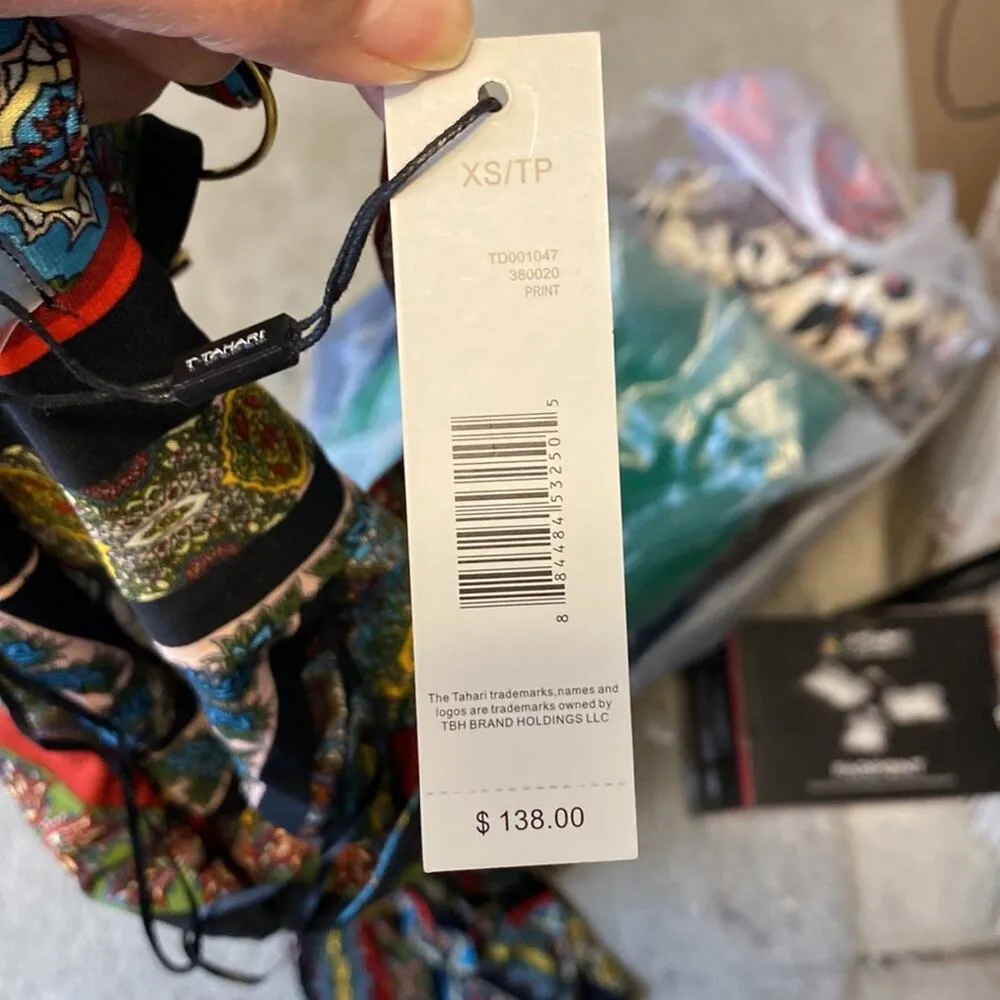 XS/TP
TD001047
380020
PRINT
T TAHARI
8 84484 53250 5
The Tahari trademarks,names and
logos are trademarks owned by
TBH BRAND HOLDINGS LLC
$ 138.00